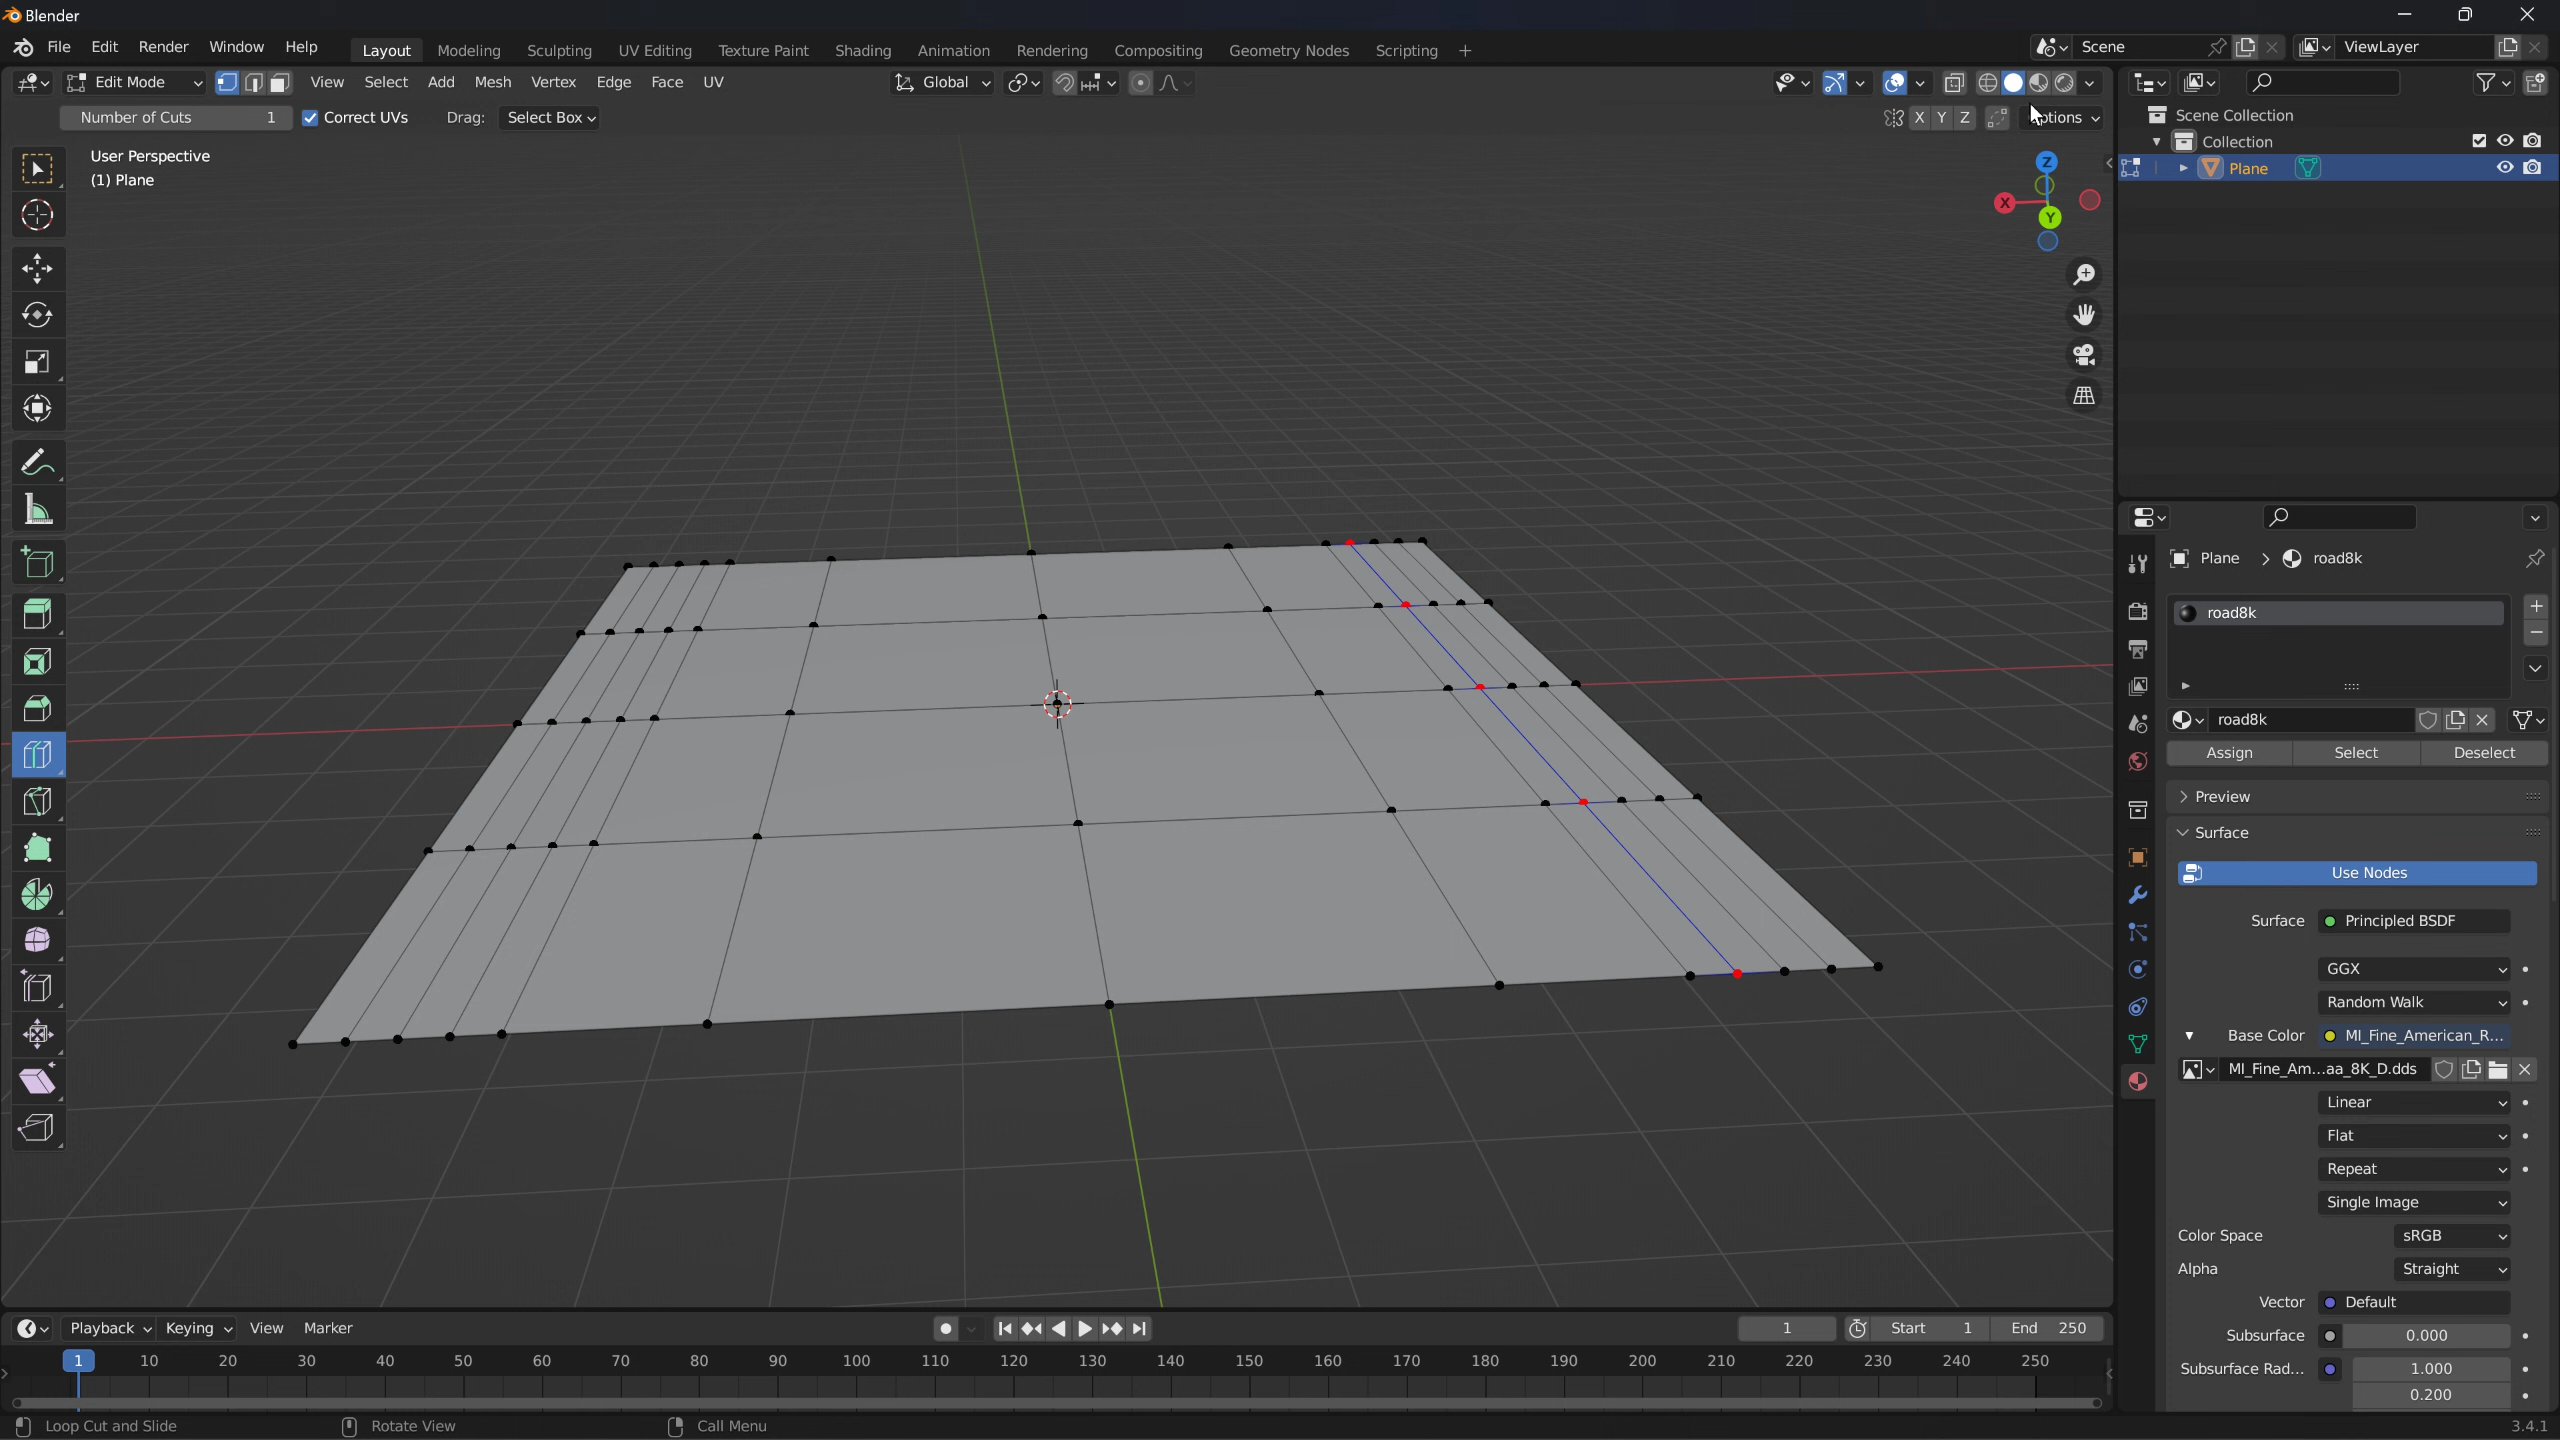 Blender
File Edit Render Window Help Layout Modeling Sculpting UV Editing Texture Paint Shading Animation Rendering Compositing Geometry Nodes Scripting + Scene ViewLayer
Edit Mode View Select Add Mesh Vertex Edge Face UV Global
Number of Cuts 1 Correct UVs Drag: Select Box X Y Z
User Perspective
(1) Plane
Z
X
Y
Scene Collection
Collection
Plane
Plane > road8k
road8k
road8k
Assign Select Deselect
Preview
Surface
Use Nodes
Surface Principled BSDF
GGX
Random Walk
Base Color MI_Fine_American_R...
MI_Fine_Am...aa_8K_D.dds
Linear
Flat
Repeat
Single Image
Color Space sRGB
Alpha Straight
Vector Default
Subsurface 0.000
Subsurface Rad... 1.000
0.200
Playback Keying View Marker 1 Start 1 End 250
1 10 20 30 40 50 60 70 80 90 100 110 120 130 140 150 160 170 180 190 200 210 220 230 240 250
Loop Cut and Slide Rotate View Call Menu 3.4.1